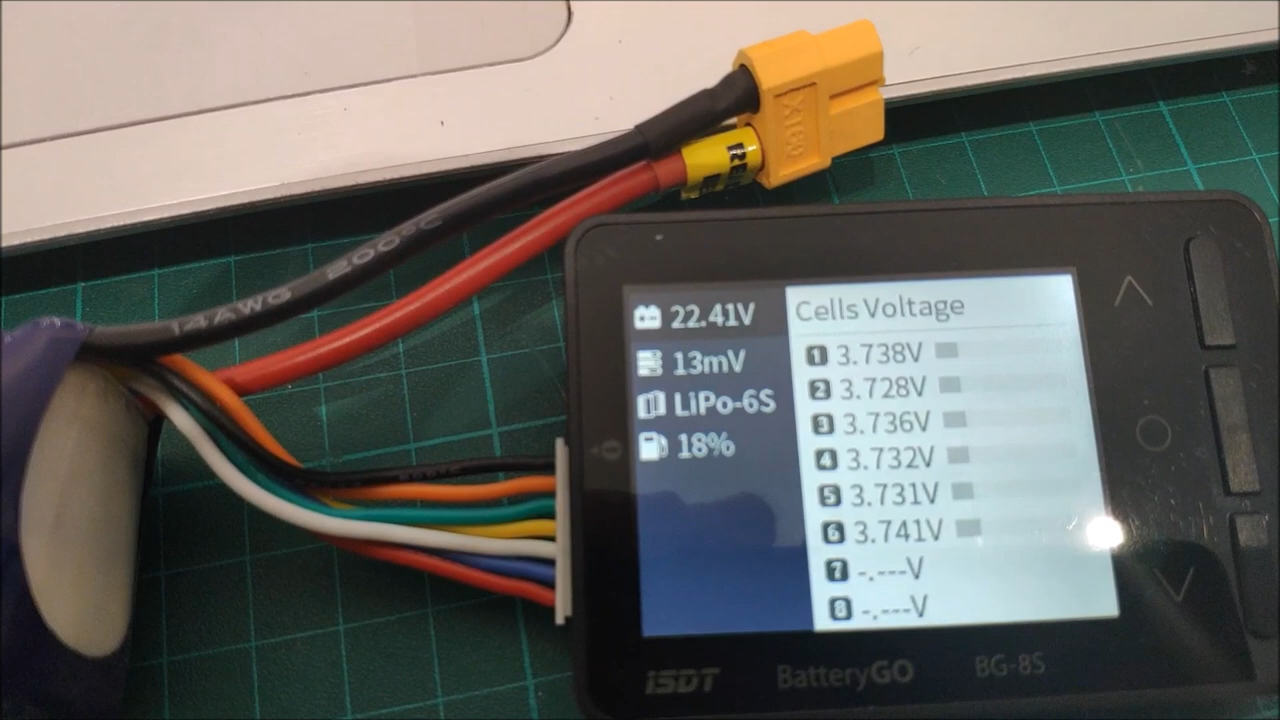 XT60
14AWG 200°C
22.41V
13mV
LiPo-6S
18%
Cells Voltage
1 3.738V
2 3.728V
3 3.736V
4 3.732V
5 3.731V
6 3.741V
7 -.---V
8 -.---V
iSDT BatteryGO BG-8S